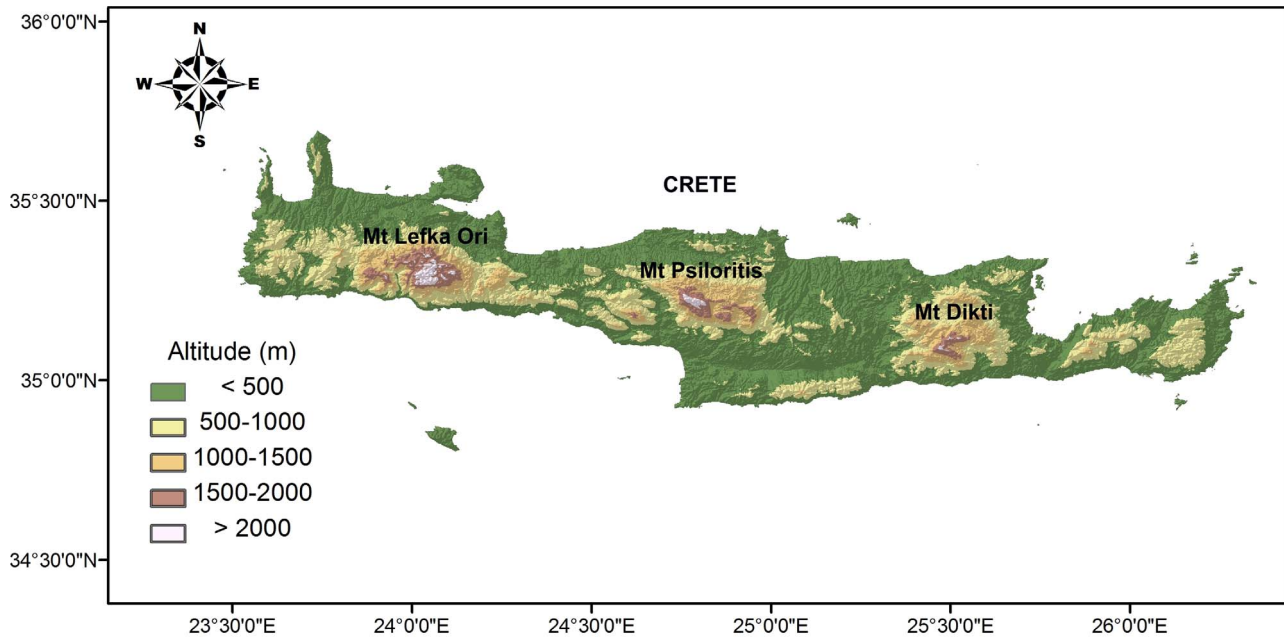 36°0'0"N
N
W
E
S
35°30'0"N
CRETE
Mt Lefka Ori
Mt Psiloritis
Mt Dikti
Altitude (m)
35°0'0"N
< 500
500-1000
1000-1500
1500-2000
> 2000
34°30'0"N
23°30'0"E
24°0'0"E
24°30'0"E
25°0'0"E
25°30'0"E
26°0'0"E